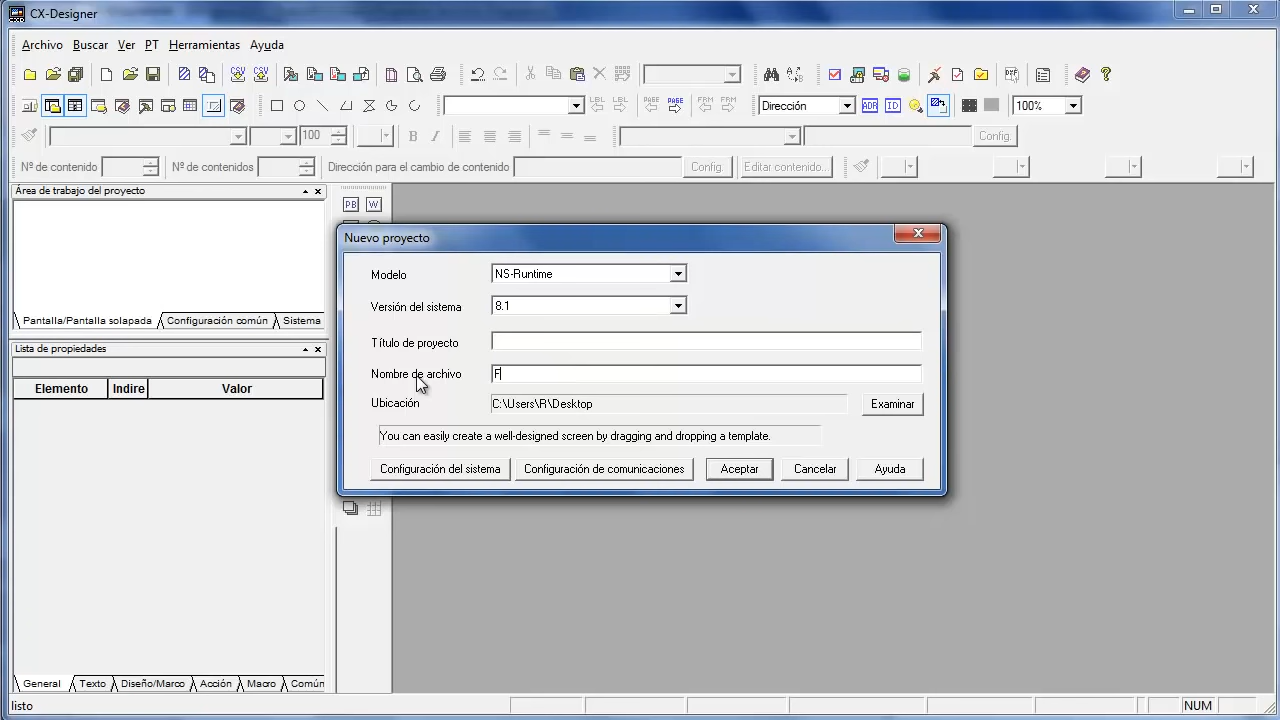 CX-Designer
Archivo Buscar Ver PT Herramientas Ayuda
Dirección 100%
100 Config.
Nº de contenido Nº de contenidos Dirección para el cambio de contenido Config. Editar contenido...
Área de trabajo del proyecto
PB W
Pantalla/Pantalla solapada Configuración común Sistema
Lista de propiedades
Elemento Indire Valor
General Texto Diseño/Marco Acción Macro Común
Nuevo proyecto
Modelo NS-Runtime
Versión del sistema 8.1
Título de proyecto
Nombre de archivo F
Ubicación C:\Users\R\Desktop Examinar
You can easily create a well-designed screen by dragging and dropping a template.
Configuración del sistema Configuración de comunicaciones Aceptar Cancelar Ayuda
listo NUM